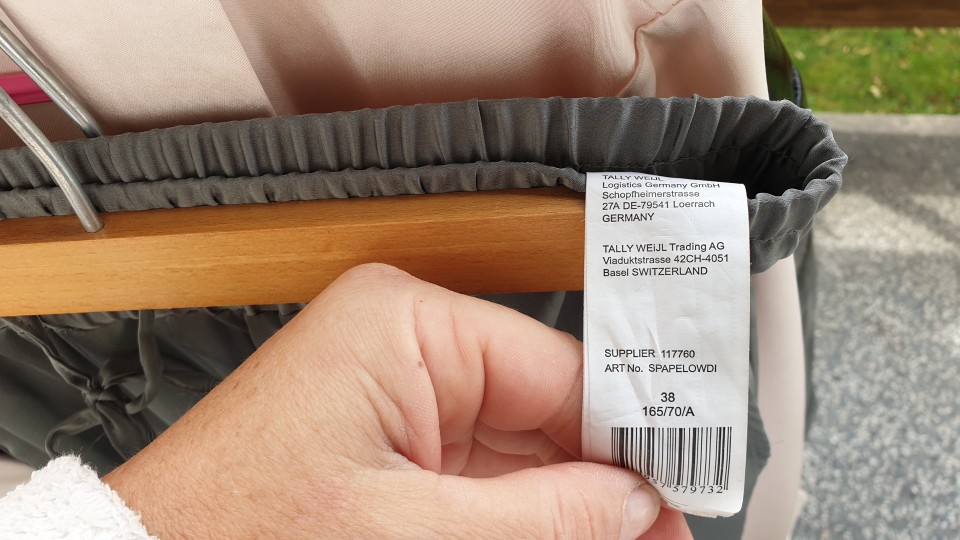 TALLY WEiJL
Logistics Germany GmbH
Schopfheimerstrasse
27A DE-79541 Loerrach
GERMANY
TALLY WEiJL Trading AG
Viaduktstrasse 42CH-4051
Basel SWITZERLAND
SUPPLIER 117760
ART No. SPAPELOWDI
38
165/70/A